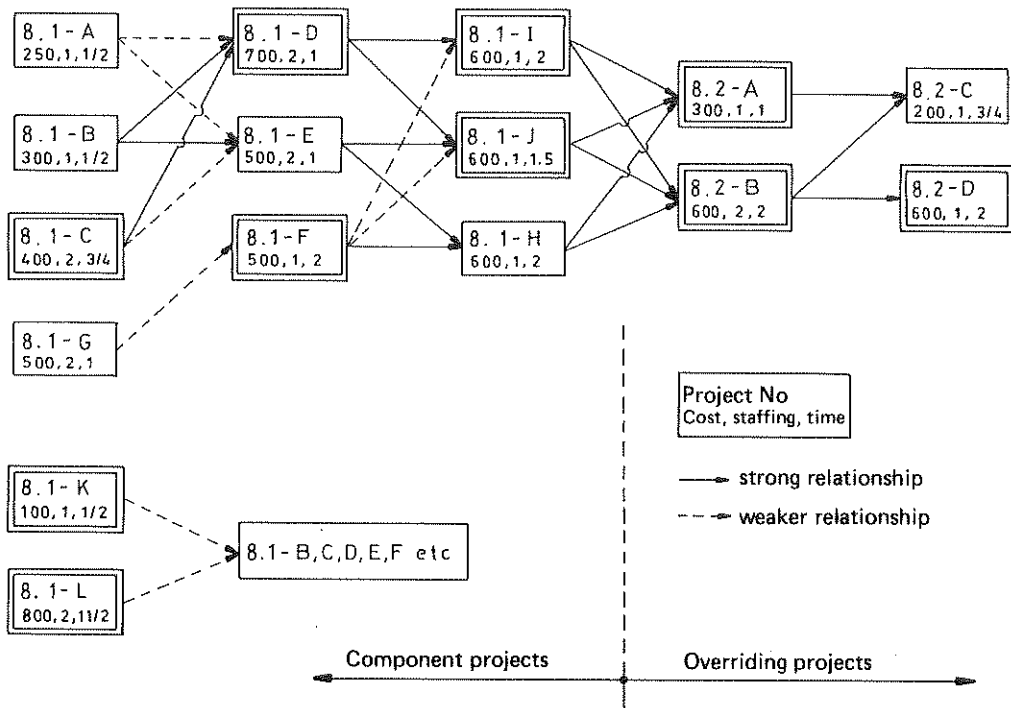 8.1-A
250,1,1/2
8.1-D
700,2,1
8.1-I
600,1,2
8.2-A
300,1,1
8.2-C
200,1,3/4
8.1-B
300,1,1/2
8.1-E
500,2,1
8.1-J
600,1,1.5
8.2-B
600,2,2
8.2-D
600,1,2
8.1-C
400,2,3/4
8.1-F
500,1,2
8.1-H
600,1,2
8.1-G
500,2,1
Project No
Cost, staffing, time
strong relationship
weaker relationship
8.1-K
100,1,1/2
8.1-B,C,D,E,F etc
8.1-L
800,2,11/2
Component projects
Overriding projects